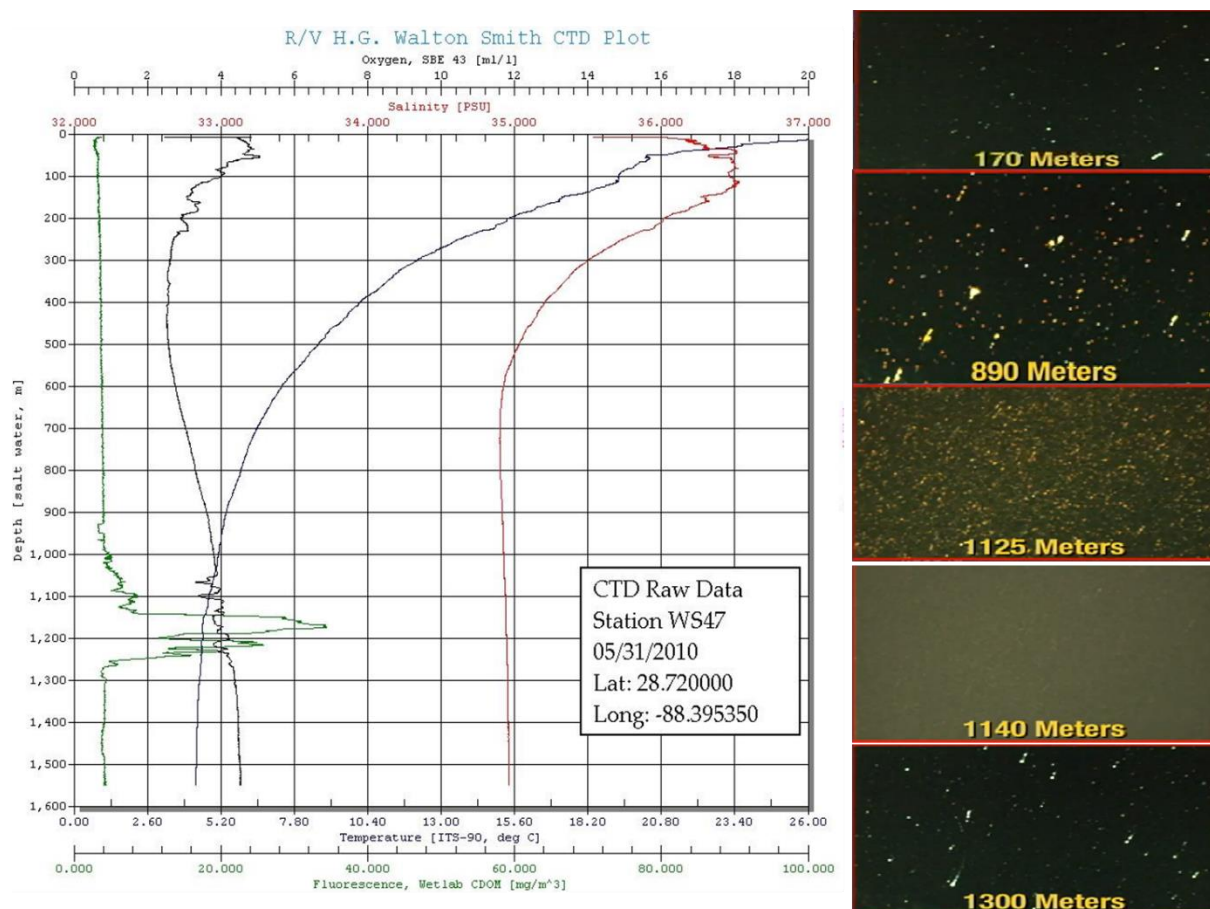 R/V H.G. Walton Smith CTD Plot
Oxygen, SBE 43 [ml/l]
0 2 4 6 8 10 12 14 16 18 20
Salinity [PSU]
32.000 33.000 34.000 35.000 36.000 37.000
Depth [salt water, m]
0
100
200
300
400
500
600
700
800
900
1,000
1,100
1,200
1,300
1,400
1,500
1,600
CTD Raw Data
Station WS47
05/31/2010
Lat: 28.720000
Long: -88.395350
0.00 2.60 5.20 7.80 10.40 13.00 15.60 18.20 20.80 23.40 26.00
Temperature [ITS-90, deg C]
0.000 20.000 40.000 60.000 80.000 100.000
Fluorescence, Wetlab CDOM [mg/m^3]
170 Meters
890 Meters
1125 Meters
1140 Meters
1300 Meters